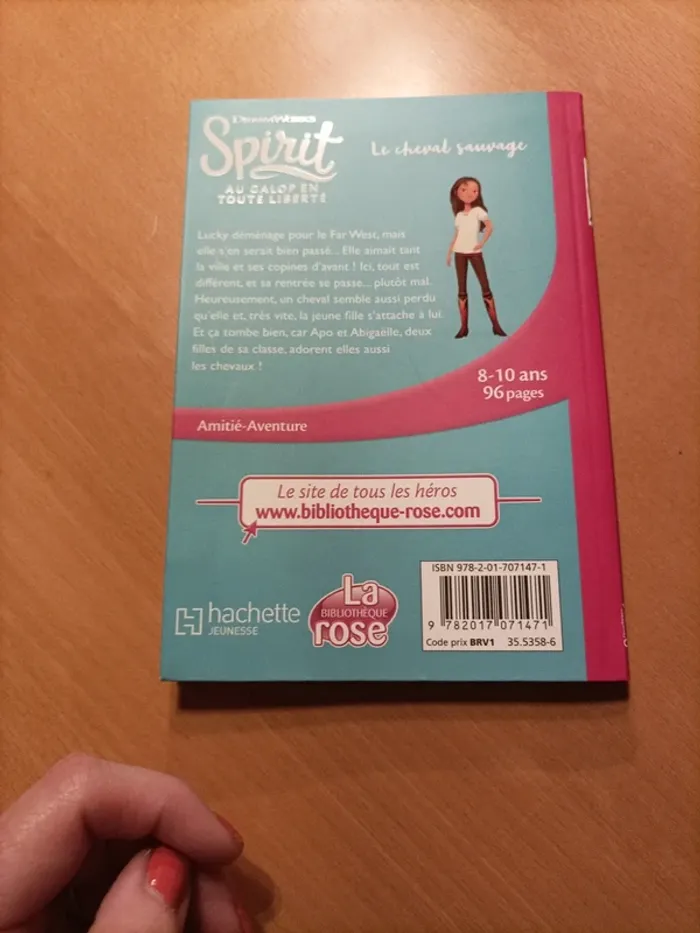 DREAMWORKS
Spirit
AU GALOP EN
TOUTE LIBERTÉ
Le cheval sauvage
Lucky déménage pour le Far West, mais
elle s'en serait bien passé... Elle aimait tant
la ville et ses copines d'avant ! Ici, tout est
différent, et sa rentrée se passe... plutôt mal.
Heureusement, un cheval semble aussi perdu
qu'elle et, très vite, la jeune fille s'attache à lui.
Et ça tombe bien, car Apo et Abigaëlle, deux
filles de sa classe, adorent elles aussi
les chevaux !
8-10 ans
96 pages
Amitié-Aventure
Le site de tous les héros
www.bibliotheque-rose.com
hachette
JEUNESSE
La
BIBLIOTHÈQUE
rose
ISBN 978-2-01-707147-1
9 782017 071471
Code prix BRV1 35.5358-6